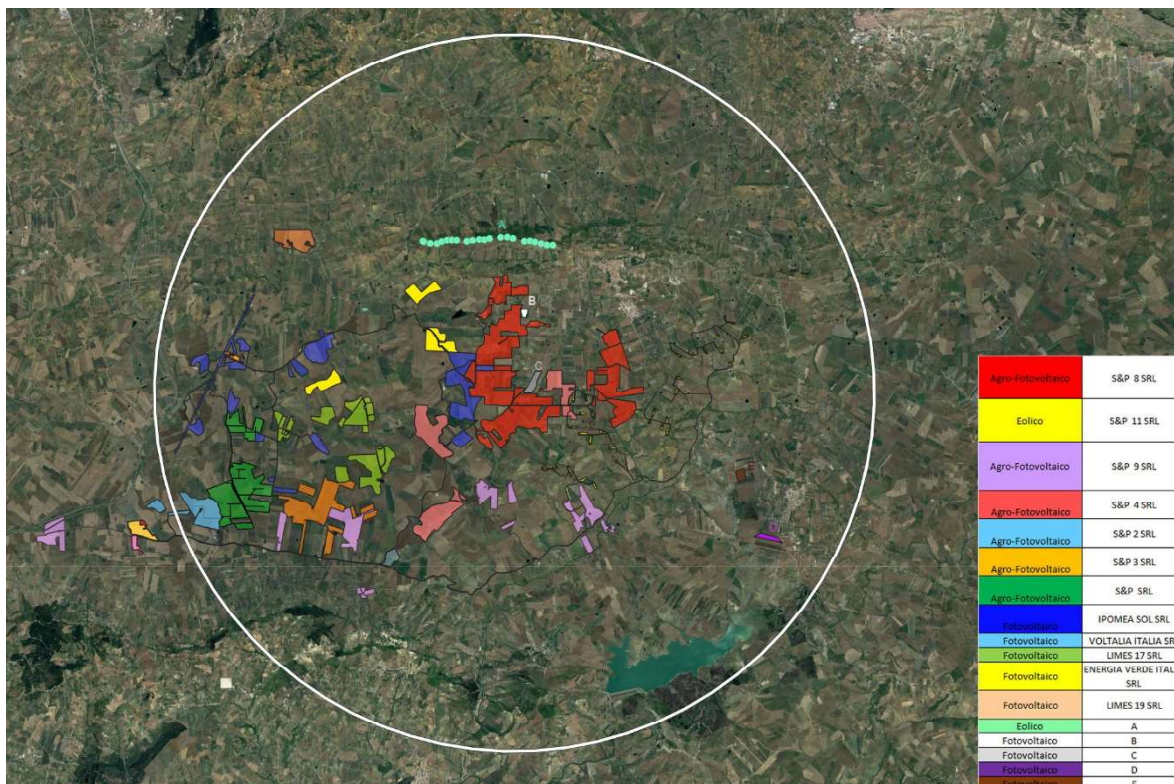 A
B
C
D
Agro-Fotovoltaico S&P 8 SRL
Eolico S&P 11 SRL
Agro-Fotovoltaico S&P 9 SRL
Agro-Fotovoltaico S&P 4 SRL
Agro-Fotovoltaico S&P 2 SRL
Agro-Fotovoltaico S&P 3 SRL
Agro-Fotovoltaico S&P SRL
Fotovoltaico IPOMEA SOL SRL
Fotovoltaico VOLTALIA ITALIA SR
Fotovoltaico LIMES 17 SRL
Fotovoltaico ENERGIA VERDE ITAL
SRL
Fotovoltaico LIMES 19 SRL
Eolico A
Fotovoltaico B
Fotovoltaico C
Fotovoltaico D
Fotovoltaico